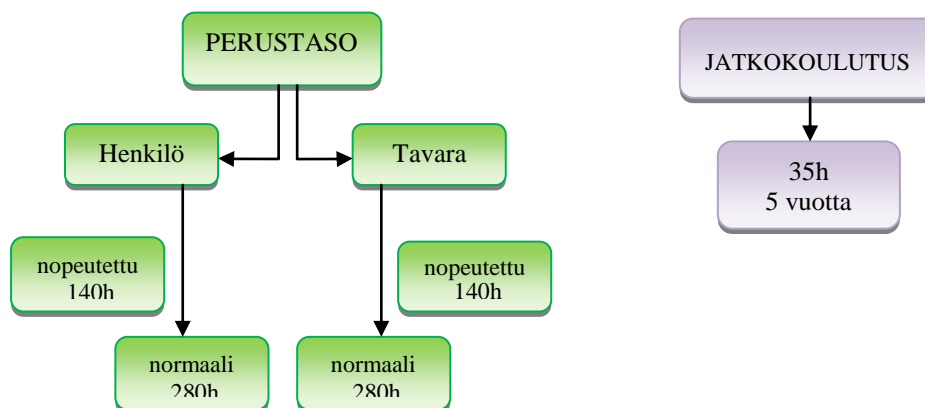 PERUSTASO
JATKOKOULUTUS
Henkilö
Tavara
35h
5 vuotta
nopeutettu
140h
nopeutettu
140h
normaali
280h
normaali
280h